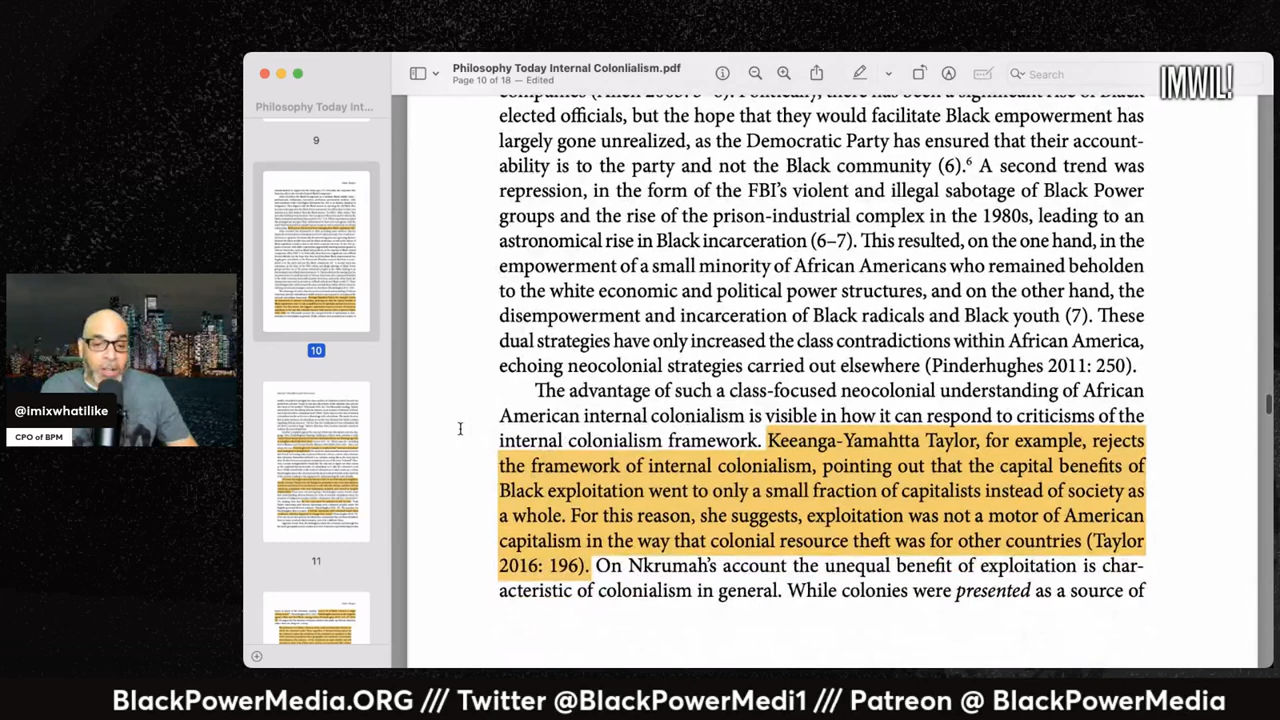 IMWIL!
Philosophy Today Internal Colonlialism.pdf
Page 10 of 18 — Edited
Search
Philosophy Today Int...
9
10
11
elected officials, but the hope that they would facilitate Black empowerment has
largely gone unrealized, as the Democratic Party has ensured that their account-
ability is to the party and not the Black community (6).⁶ A second trend was
repression, in the form of the FBI's violent and illegal sabotage of Black Power
groups and the rise of the prison-industrial complex in the 1980s, leading to an
astronomical rise in Black incarceration (6–7). This resulted, on the one hand, in the
empowerment of a small minority of African Americans who remained beholden
to the white economic and political power structures, and on the other hand, the
disempowerment and incarceration of Black radicals and Black youth (7). These
dual strategies have only increased the class contradictions within African America,
echoing neocolonial strategies carried out elsewhere (Pinderhughes 2011: 250).
The advantage of such a class-focused neocolonial understanding of African
American internal colonialism is visible in how it can respond to criticisms of the
internal colonialism framework. Keeanga-Yamahtta Taylor, for example, rejects
the framework of internal colonialism, pointing out that the capital benefits of
Black exploitation went to only a small fraction of capitalists instead of society as
a whole. For this reason, she suggests, exploitation was not a motor of American
capitalism in the way that colonial resource theft was for other countries (Taylor
2016: 196). On Nkrumah's account the unequal benefit of exploitation is char-
acteristic of colonialism in general. While colonies were presented as a source of
@imixwhatilike
CPO of BPM
BlackPowerMedia.ORG /// Twitter @BlackPowerMedi1 /// Patreon @ BlackPowerMedia